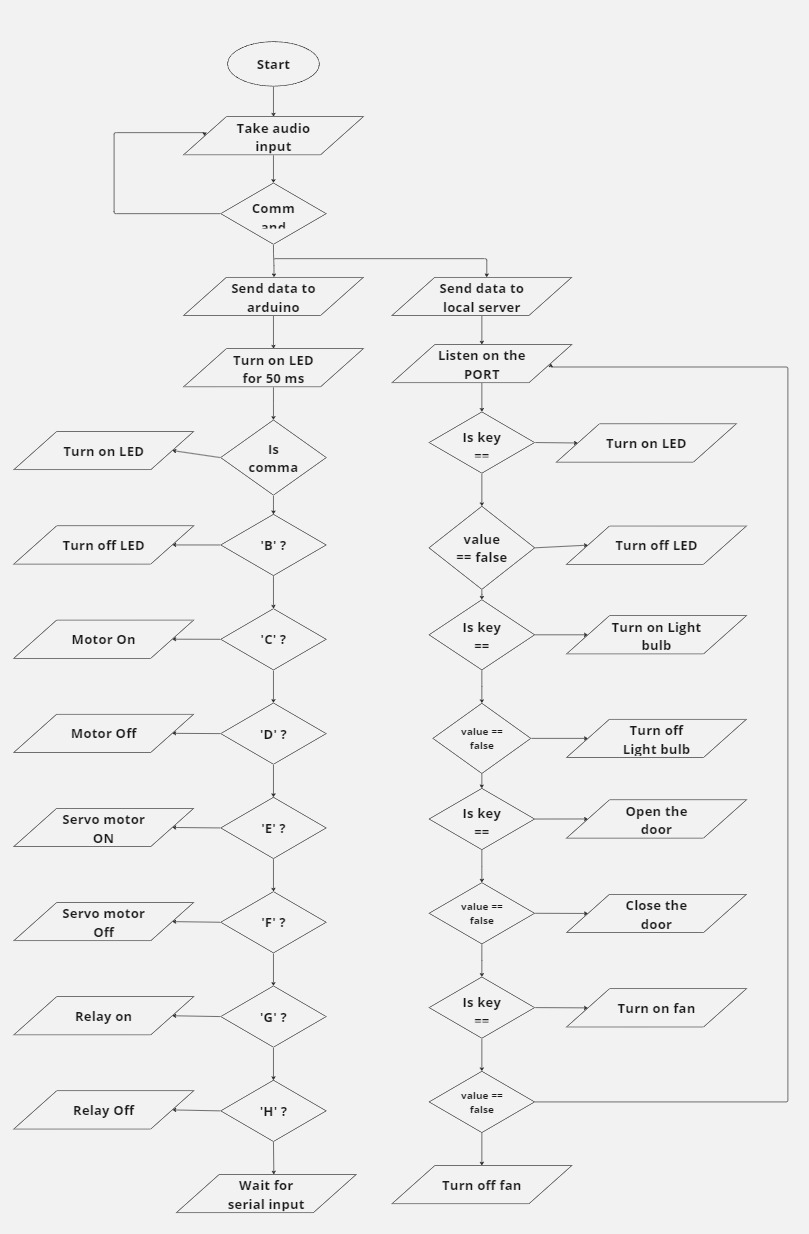 Start
Take audio
input
Comm
and
Send data to
arduino
Send data to
local server
Turn on LED
for 50 ms
Listen on the
PORT
Turn on LED
Is
comma
Is key
==
Turn on LED
Turn off LED
'B' ?
value
== false
Turn off LED
Motor On
'C' ?
Is key
==
Turn on Light
bulb
Motor Off
'D' ?
value ==
false
Turn off
Light bulb
Servo motor
ON
'E' ?
Is key
==
Open the
door
Servo motor
Off
'F' ?
value ==
false
Close the
door
Relay on
'G' ?
Is key
==
Turn on fan
Relay Off
'H' ?
value ==
false
Wait for
serial input
Turn off fan